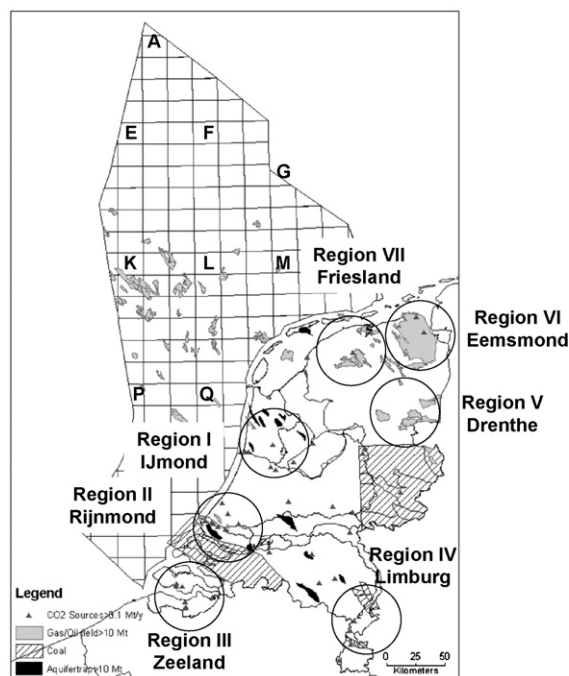 A
E F
G
K L M
Region VII
Friesland
Region VI
Eemsmond
P Q
Region V
Drenthe
Region I
IJmond
Region II
Rijnmond
Region IV
Limburg
Region III
Zeeland
Legend
CO2 Sources>0.1 Mt/y
Gas/Oil field>10 Mt
Coal
Aquifertrap>10 Mt
0 25 50
Kilometers